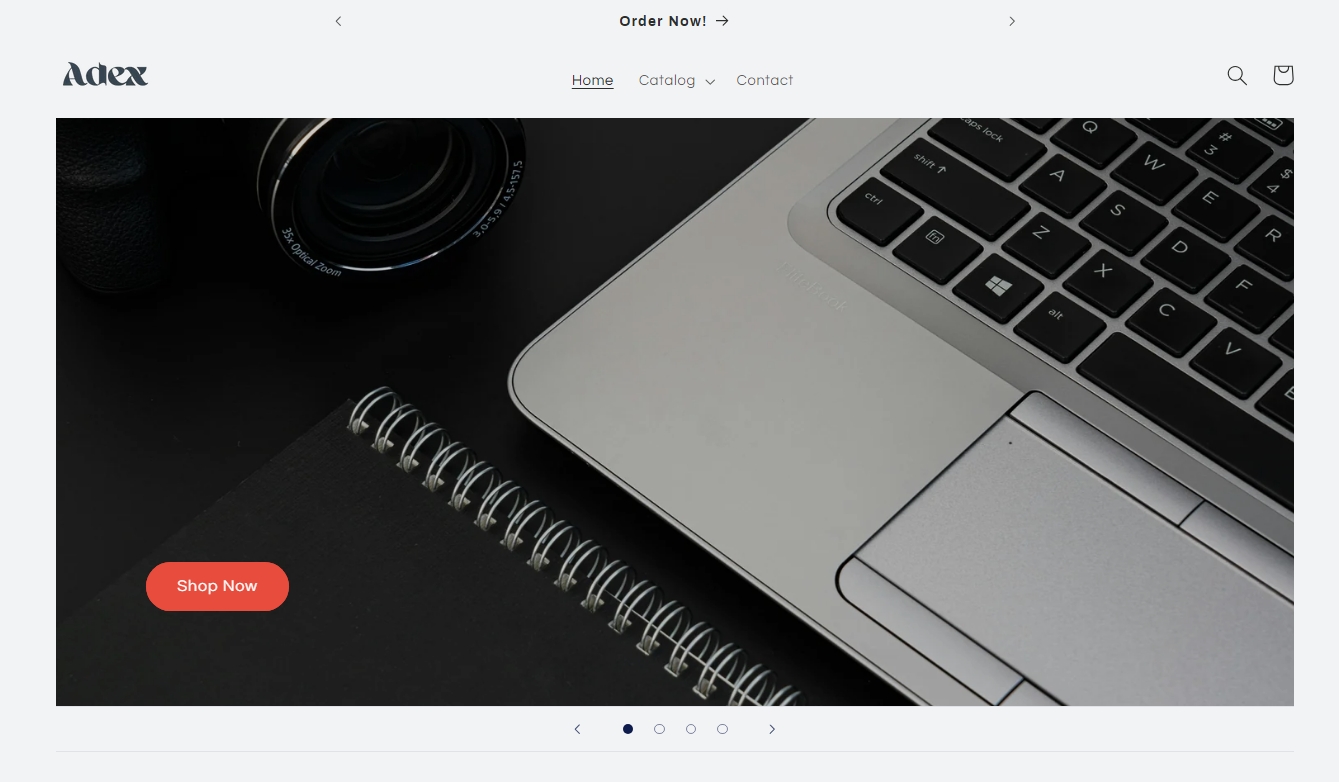 Order Now!
Adex
Home
Catalog
Contact
caps lock
Q
#
3
$
4
shift
A
W
E
R
ctrl
fn
Z
S
D
F
X
C
V
alt
35x Optical Zoom
3,0-5,9 / 4,5-157,5
Shop Now